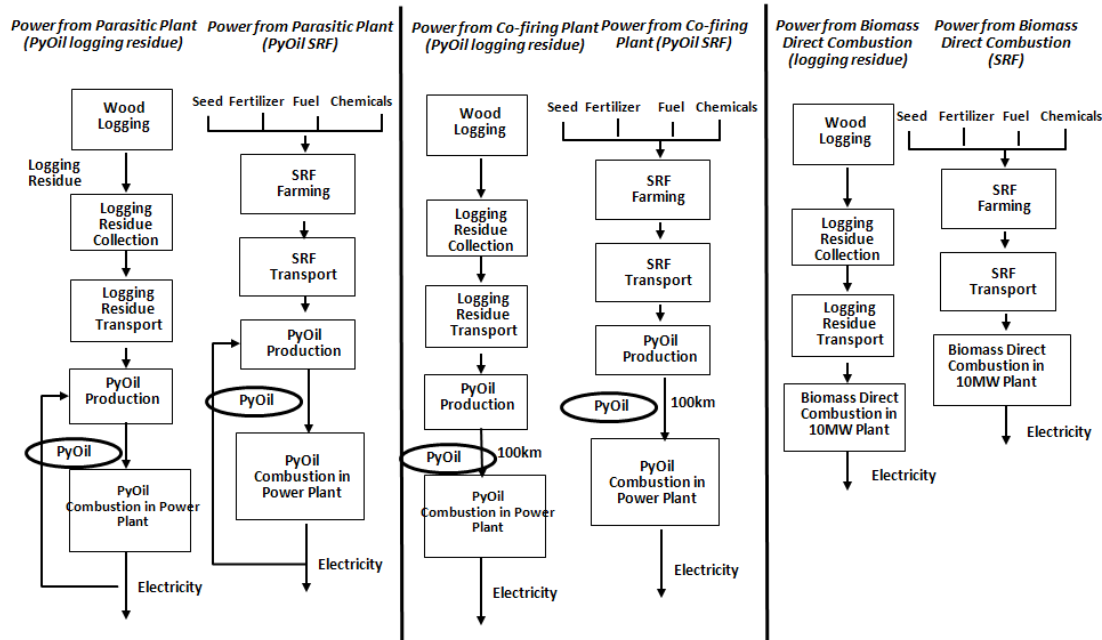 Power from Parasitic Plant
(PyOil logging residue)
Wood
Logging
Logging
Residue
Logging
Residue
Collection
Logging
Residue
Transport
PyOil
Production
PyOil
PyOil
Combustion in Power
Plant
Electricity
Power from Parasitic Plant
(PyOil SRF)
Seed Fertilizer Fuel Chemicals
SRF
Farming
SRF
Transport
PyOil
Production
PyOil
PyOil
Combustion in
Power Plant
Electricity
Power from Co-firing Plant
(PyOil logging residue)
Wood
Logging
Logging
Residue
Collection
Logging
Residue
Transport
PyOil
Production
PyOil 100km
PyOil
Combustion in Power
Plant
Electricity
Power from Co-firing
Plant (PyOil SRF)
Seed Fertilizer Fuel Chemicals
SRF
Farming
SRF
Transport
PyOil
Production
PyOil 100km
PyOil
Combustion in
Power Plant
Electricity
Power from Biomass
Direct Combustion
(logging residue)
Wood
Logging
Logging
Residue
Collection
Logging
Residue
Transport
Biomass Direct
Combustion in
10MW Plant
Electricity
Power from Biomass
Direct Combustion
(SRF)
Seed Fertilizer Fuel Chemicals
SRF
Farming
SRF
Transport
Biomass Direct
Combustion in
10MW Plant
Electricity